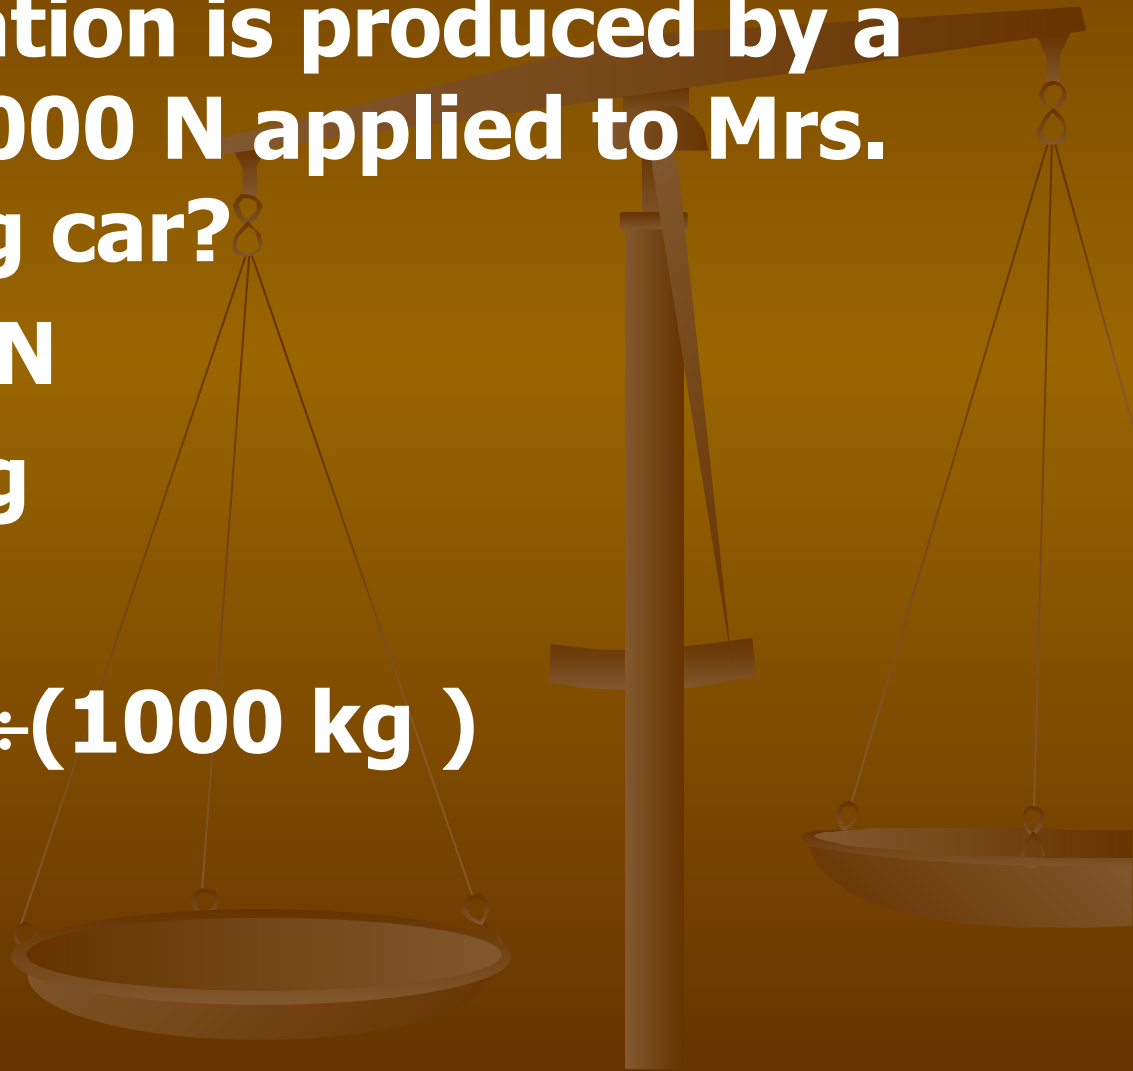 ation is produced by a
000 N applied to Mrs.
g car?
N
g
÷(1000 kg )